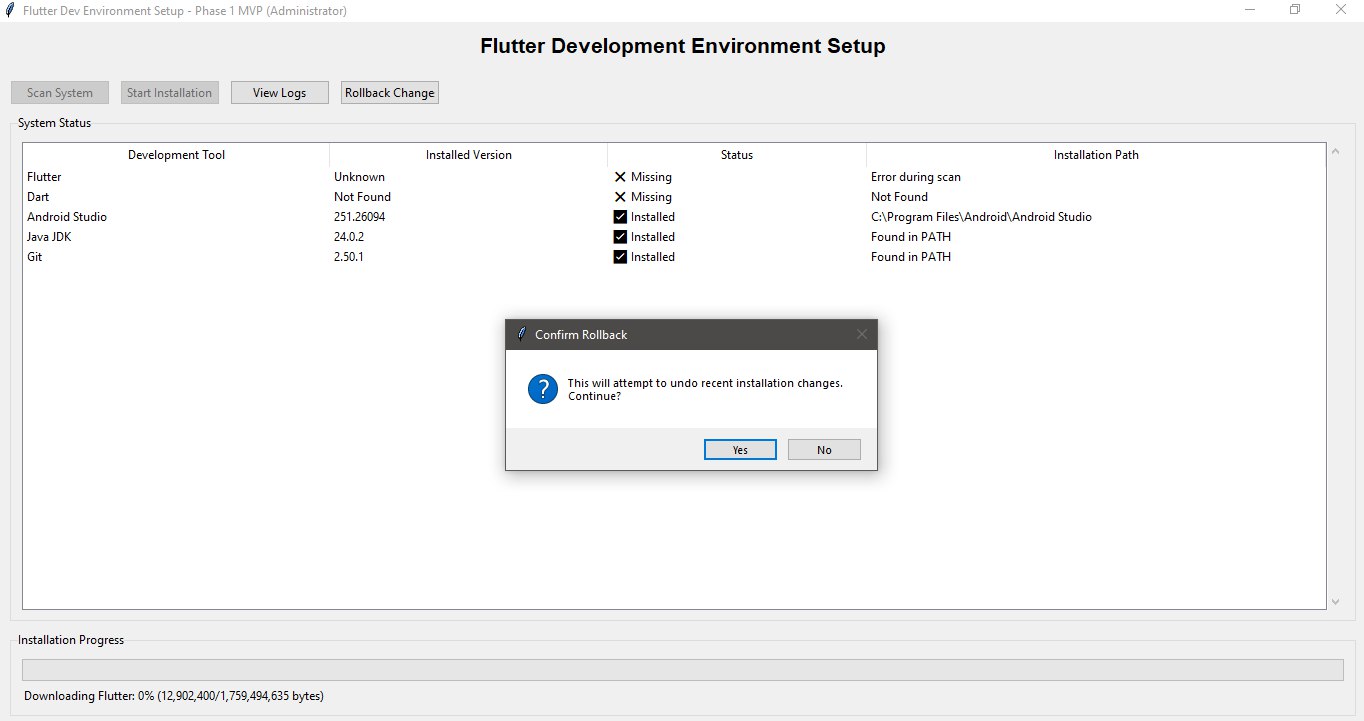 Flutter Dev Environment Setup - Phase 1 MVP (Administrator)
Flutter Development Environment Setup
Scan System Start Installation View Logs Rollback Change
System Status
Development Tool Installed Version Status Installation Path
Flutter Unknown Missing Error during scan
Dart Not Found Missing Not Found
Android Studio 251.26094 Installed C:\Program Files\Android\Android Studio
Java JDK 24.0.2 Installed Found in PATH
Git 2.50.1 Installed Found in PATH
Confirm Rollback
This will attempt to undo recent installation changes.
Continue?
Yes No
Installation Progress
Downloading Flutter: 0% (12,902,400/1,759,494,635 bytes)